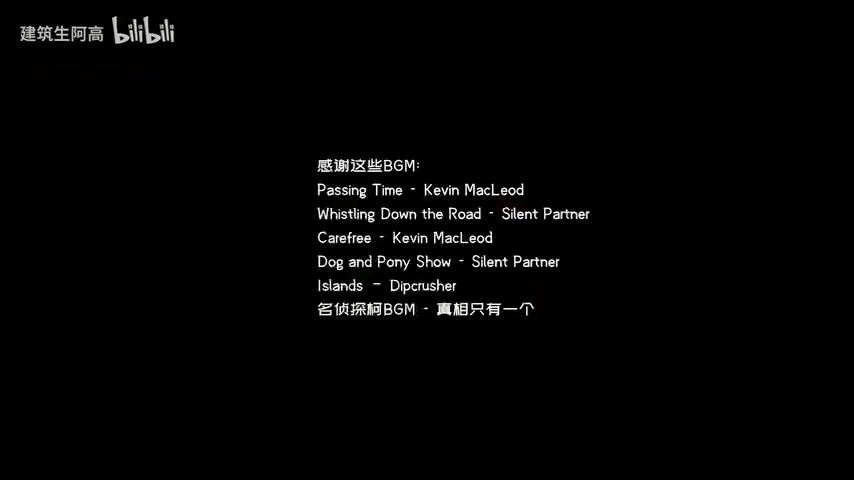 建筑生阿高 bilibili
感谢这些BGM:
Passing Time - Kevin MacLeod
Whistling Down the Road - Silent Partner
Carefree - Kevin MacLeod
Dog and Pony Show - Silent Partner
Islands – Dipcrusher
名侦探柯BGM - 真相只有一个